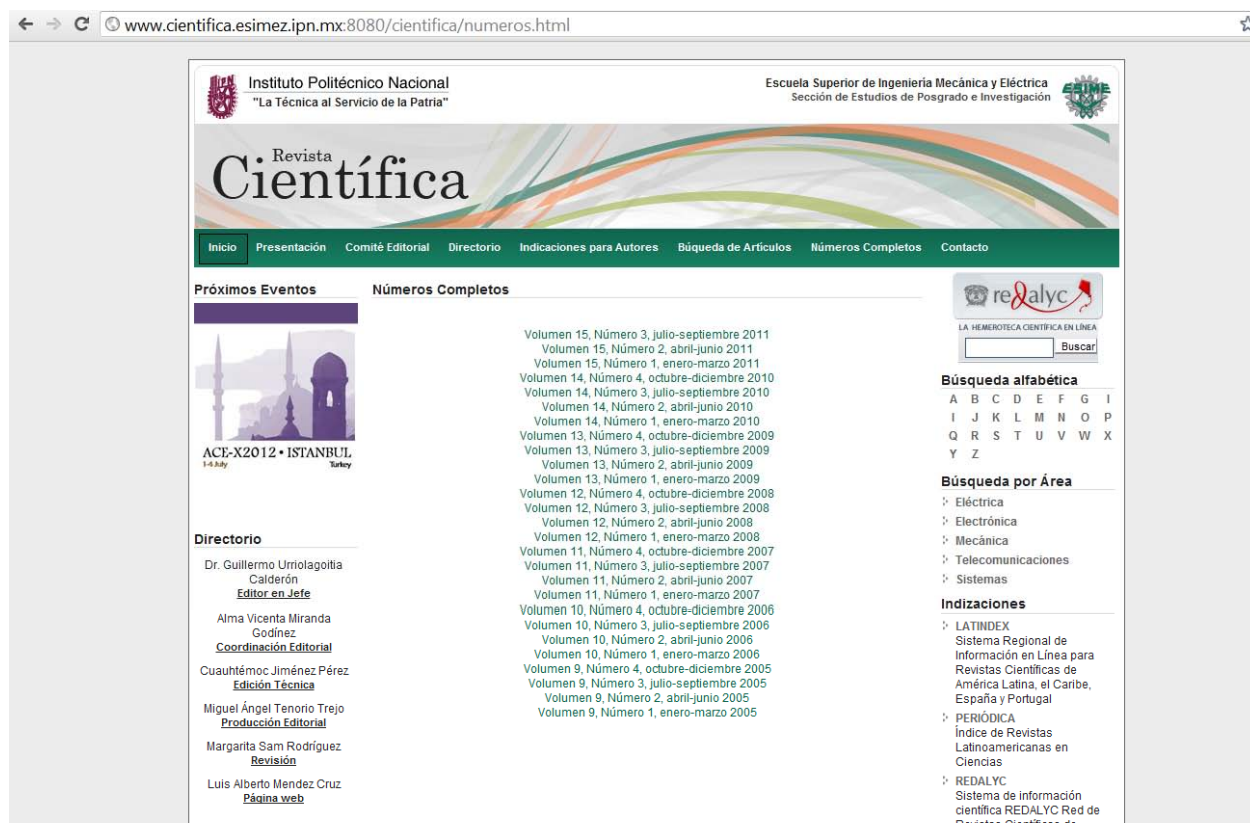 www.cientifica.esimez.ipn.mx:8080/cientifica/numeros.html
Instituto Politécnico Nacional
"La Técnica al Servicio de la Patria"
Escuela Superior de Ingeniería Mecánica y Eléctrica
Sección de Estudios de Posgrado e Investigación
ESIME
Revista
Científica
Inicio Presentación Comité Editorial Directorio Indicaciones para Autores Búqueda de Artículos Números Completos Contacto
Próximos Eventos
ACE-X2012 • ISTANBUL
1-4 July Turkey
Directorio
Dr. Guillermo Urriolagoitia
Calderón
Editor en Jefe
Alma Vicenta Miranda
Godínez
Coordinación Editorial
Cuauhtémoc Jiménez Pérez
Edición Técnica
Miguel Ángel Tenorio Trejo
Producción Editorial
Margarita Sam Rodríguez
Revisión
Luis Alberto Mendez Cruz
Página web
Números Completos
Volumen 15, Número 3, julio-septiembre 2011
Volumen 15, Número 2, abril-junio 2011
Volumen 15, Número 1, enero-marzo 2011
Volumen 14, Número 4, octubre-diciembre 2010
Volumen 14, Número 3, julio-septiembre 2010
Volumen 14, Número 2, abril-junio 2010
Volumen 14, Número 1, enero-marzo 2010
Volumen 13, Número 4, octubre-diciembre 2009
Volumen 13, Número 3, julio-septiembre 2009
Volumen 13, Número 2, abril-junio 2009
Volumen 13, Número 1, enero-marzo 2009
Volumen 12, Número 4, octubre-diciembre 2008
Volumen 12, Número 3, julio-septiembre 2008
Volumen 12, Número 2, abril-junio 2008
Volumen 12, Número 1, enero-marzo 2008
Volumen 11, Número 4, octubre-diciembre 2007
Volumen 11, Número 3, julio-septiembre 2007
Volumen 11, Número 2, abril-junio 2007
Volumen 11, Número 1, enero-marzo 2007
Volumen 10, Número 4, octubre-diciembre 2006
Volumen 10, Número 3, julio-septiembre 2006
Volumen 10, Número 2, abril-junio 2006
Volumen 10, Número 1, enero-marzo 2006
Volumen 9, Número 4, octubre-diciembre 2005
Volumen 9, Número 3, julio-septiembre 2005
Volumen 9, Número 2, abril-junio 2005
Volumen 9, Número 1, enero-marzo 2005
redalyc
LA HEMEROTECA CIENTÍFICA EN LÍNEA
Buscar
Búsqueda alfabética
A B C D E F G I
I J K L M N O P
Q R S T U V W X
Y Z
Búsqueda por Área
Eléctrica
Electrónica
Mecánica
Telecomunicaciones
Sistemas
Indizaciones
LATINDEX
Sistema Regional de
Información en Línea para
Revistas Científicas de
América Latina, el Caribe,
España y Portugal
PERIÓDICA
Índice de Revistas
Latinoamericanas en
Ciencias
REDALYC
Sistema de información
científica REDALYC Red de
Revistas Científicas de